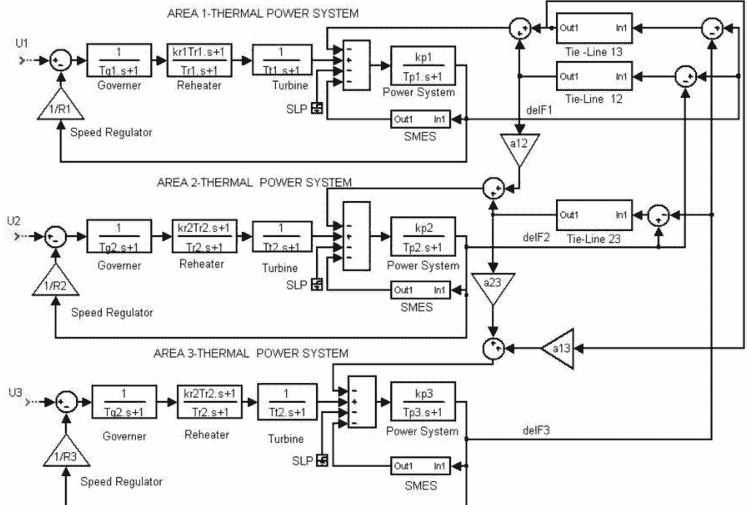 AREA 1-THERMAL POWER SYSTEM
U1
1
Tg1.s+1
Governer
kr1Tr1.s+1
Tr1.s+1
Reheater
1
Tt1.s+1
Turbine
SLP
kp1
Tp1.s+1
Power System
Out1 In1
SMES
1/R1
Speed Regulator
Out1 In1
Tie -Line 13
Out1 In1
Tie-Line 12
delF1
a12
AREA 2-THERMAL POWER SYSTEM
U2
1
Tg2.s+1
Governer
kr2Tr2.s+1
Tr2.s+1
Reheater
1
Tt2.s+1
Turbine
SLP
kp2
Tp2.s+1
Power System
Out1 In1
SMES
1/R2
Speed Regulator
Out1
Tie-Line 23
In1
delF2
a23
a13
AREA 3-THERMAL POWER SYSTEM
U3
1
Tg2.s+1
Governer
kr2Tr2.s+1
Tr2.s+1
Reheater
1
Tt2.s+1
Turbine
SLP
kp3
Tp3.s+1
Power System
Out1 In1
SMES
1/R3
Speed Regulator
delF3